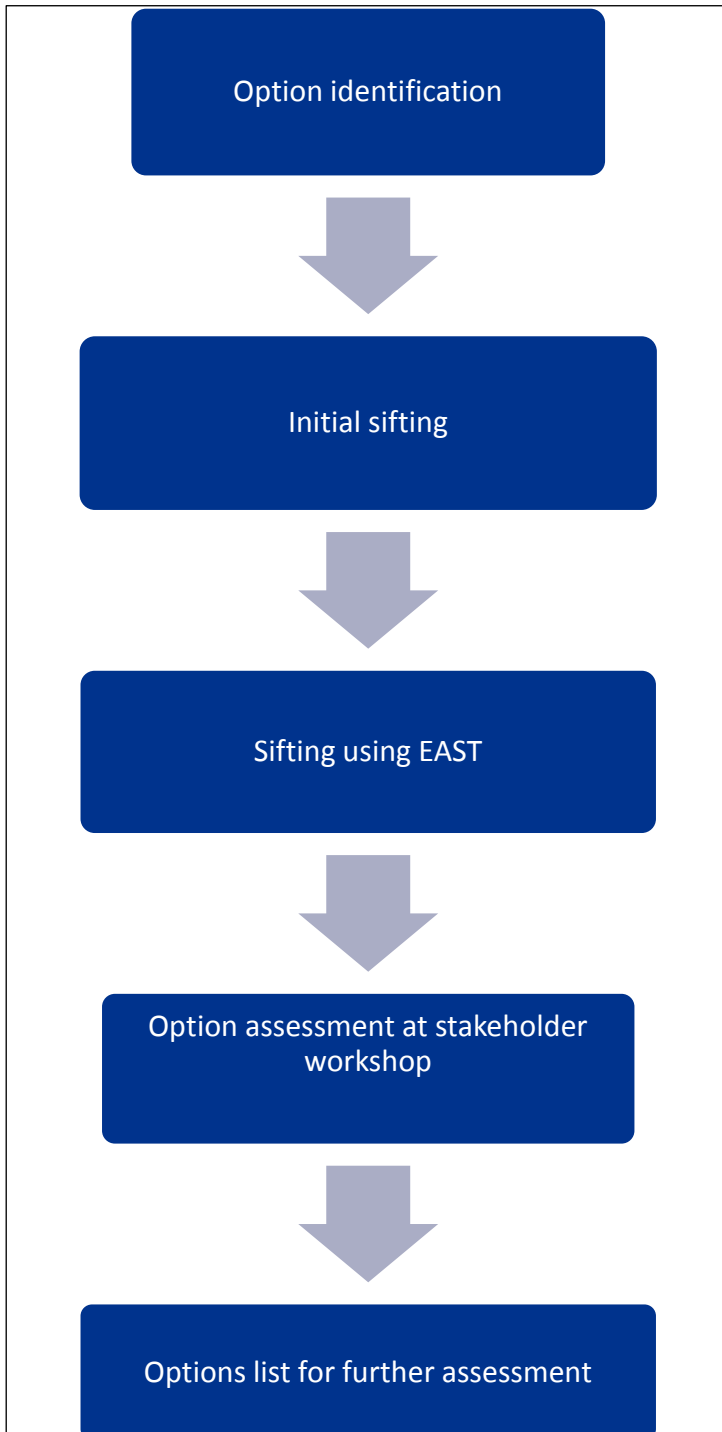 Option identification
Initial sifting
Sifting using EAST
Option assessment at stakeholder
workshop
Options list for further assessment